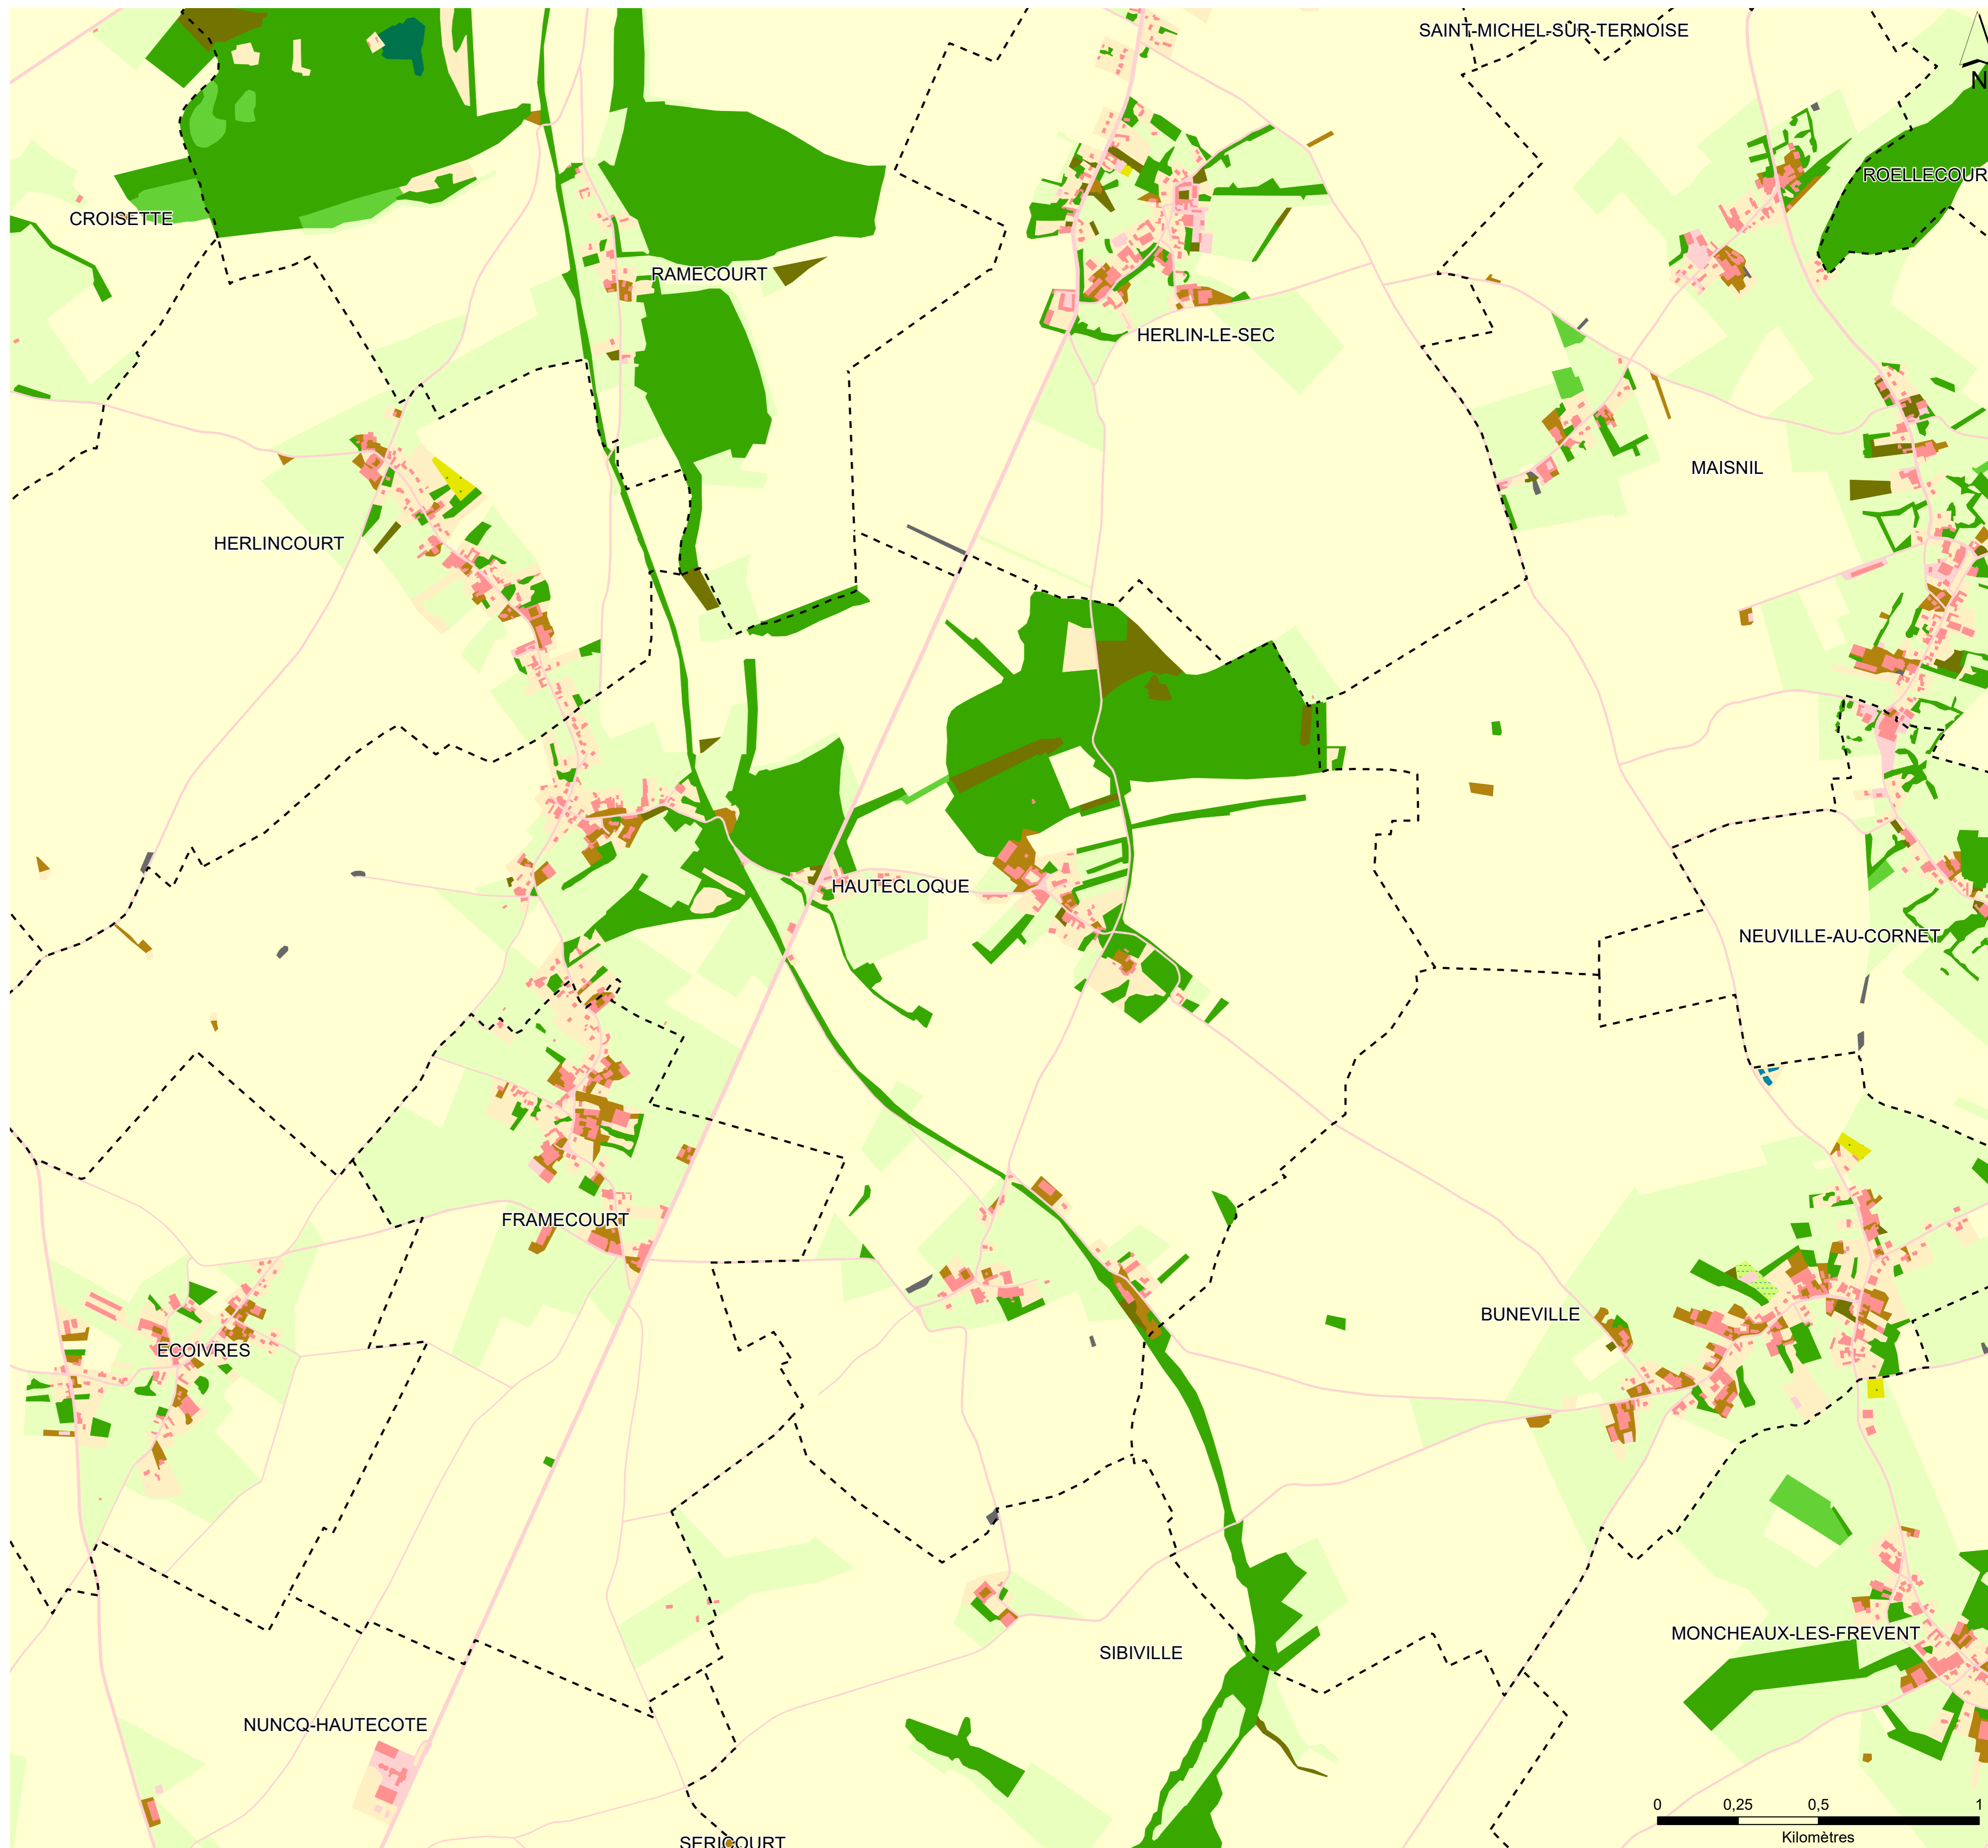 SAINT-MICHEL-SUR-TERNOISE
N
ROELLECOUR
CROISETTE
RAMECOURT
HERLIN-LE-SEC
MAISNIL
HERLINCOURT
HAUTECLOQUE
NEUVILLE-AU-CORNET
FRAMECOURT
BUNEVILLE
ECOIVRES
MONCHEAUX-LES-FREVENT
SIBIVILLE
NUNCQ-HAUTECOTE
0 0,25 0,5 1
Kilomètres
SERICOURT